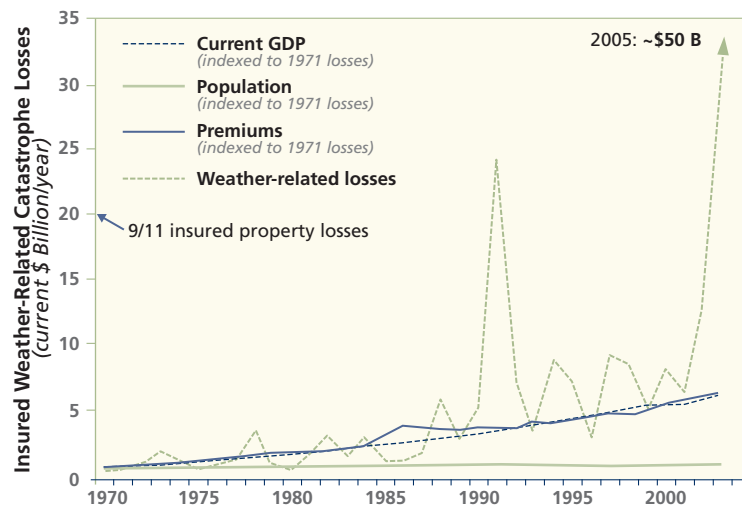 Insured Weather-Related Catastrophe Losses
(current $ Billion/year)
35
30
25
20
15
10
5
0
Current GDP
(indexed to 1971 losses)
Population
(indexed to 1971 losses)
Premiums
(indexed to 1971 losses)
Weather-related losses
2005: ~$50 B
9/11 insured property losses
1970 1975 1980 1985 1990 1995 2000